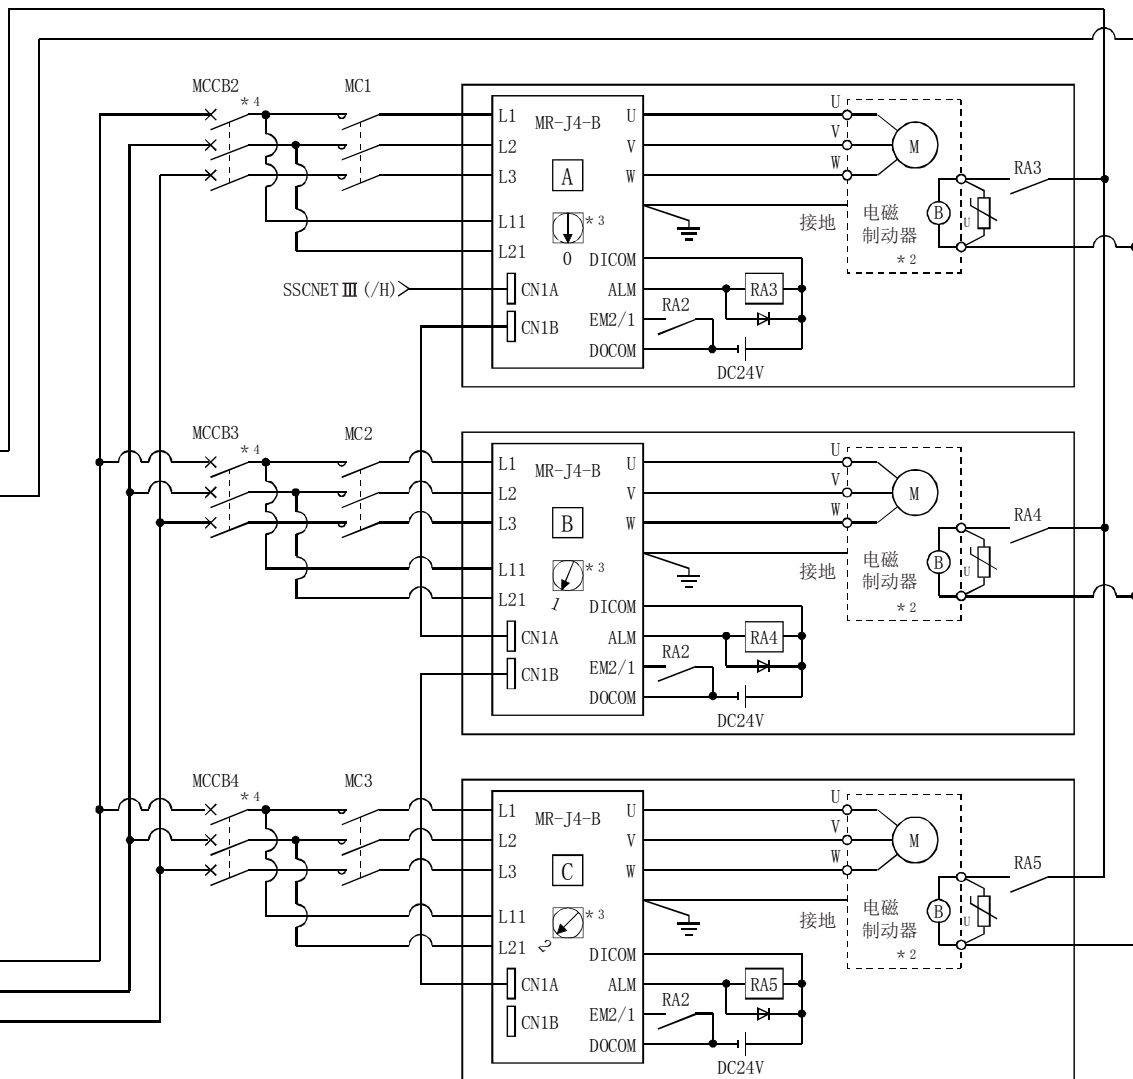 MCCB2
*4
MC1
L1
MR-J4-B
U
U
L2
V
V
M
L3
A
W
W
RA3
L11
*3
接地
电磁
制动器
*2
B
U
L21
0
DICOM
SSCNETⅢ(/H)
CN1A
ALM
RA3
CN1B
EM2/1
RA2
DOCOM
DC24V
MCCB3
*4
MC2
L1
MR-J4-B
U
U
L2
V
V
M
L3
B
W
W
RA4
L11
*3
接地
电磁
制动器
*2
B
U
L21
1
DICOM
CN1A
ALM
RA4
CN1B
EM2/1
RA2
DOCOM
DC24V
MCCB4
*4
MC3
L1
MR-J4-B
U
U
L2
V
V
M
L3
C
W
W
RA5
L11
*3
接地
电磁
制动器
*2
B
U
L21
2
DICOM
CN1A
ALM
RA5
CN1B
EM2/1
RA2
DOCOM
DC24V